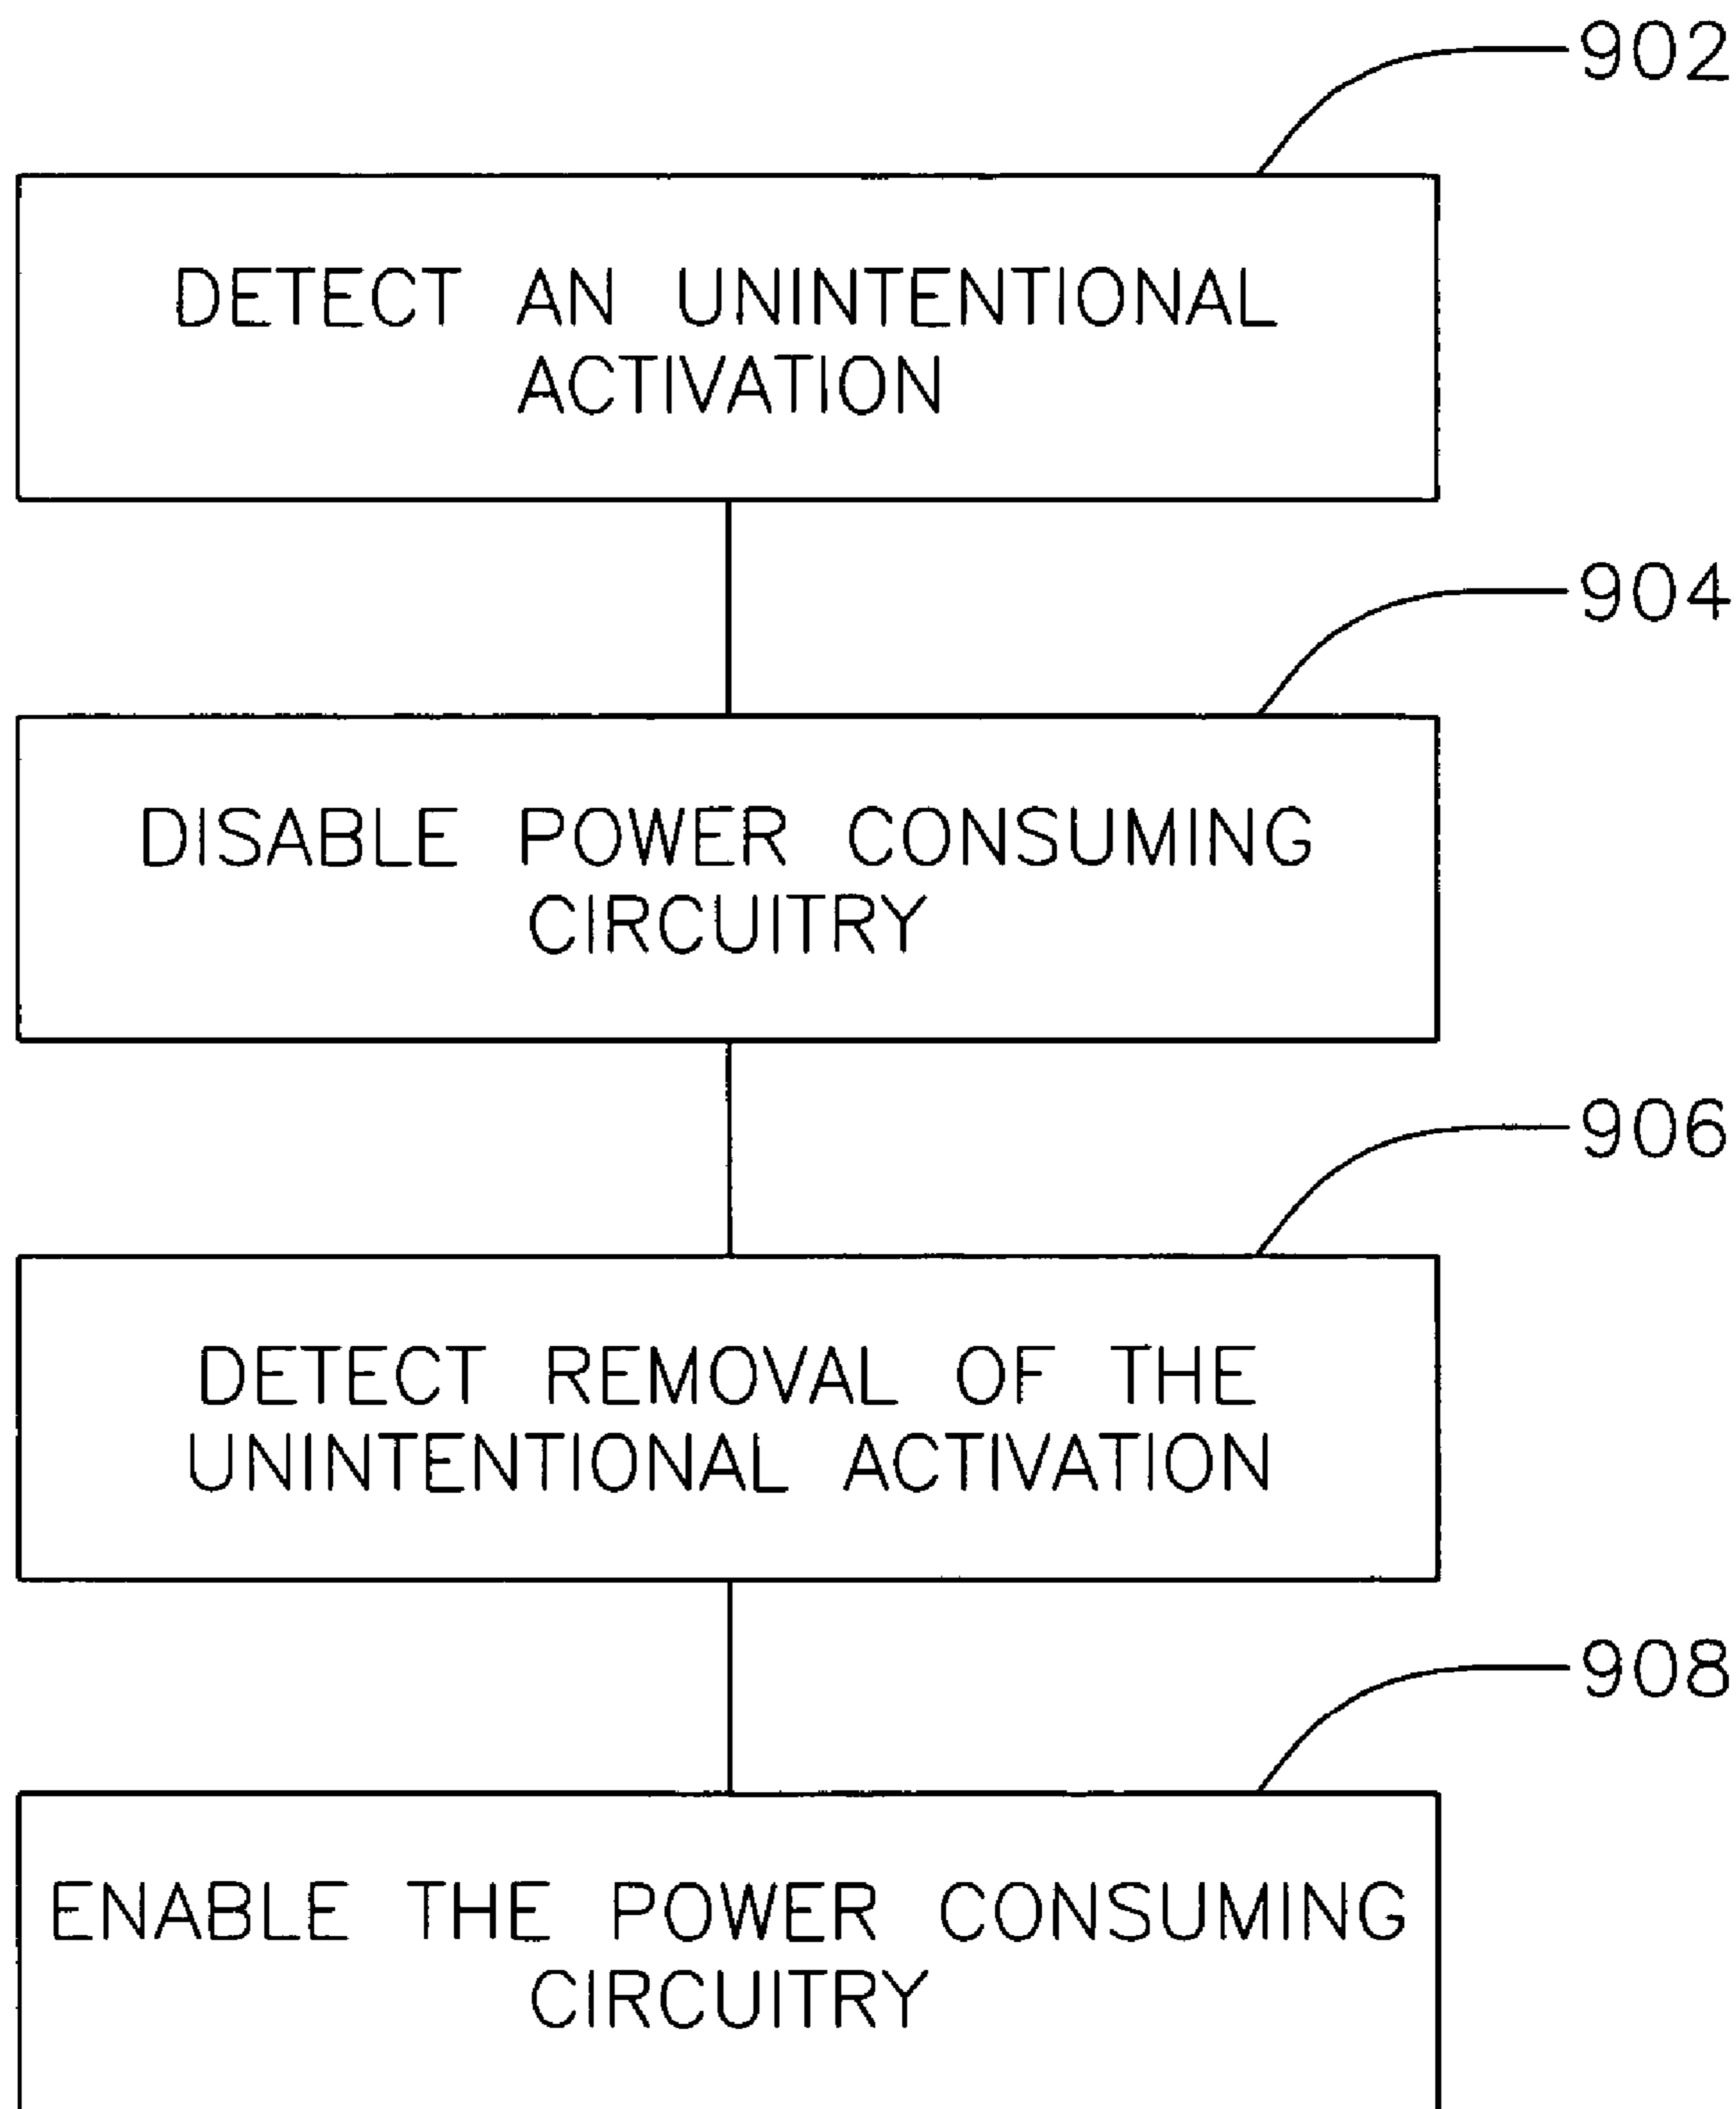 902
DETECT AN UNINTENTIONAL
ACTIVATION
904
DISABLE POWER CONSUMING
CIRCUITRY
906
DETECT REMOVAL OF THE
UNINTENTIONAL ACTIVATION
908
ENABLE THE POWER CONSUMING
CIRCUITRY